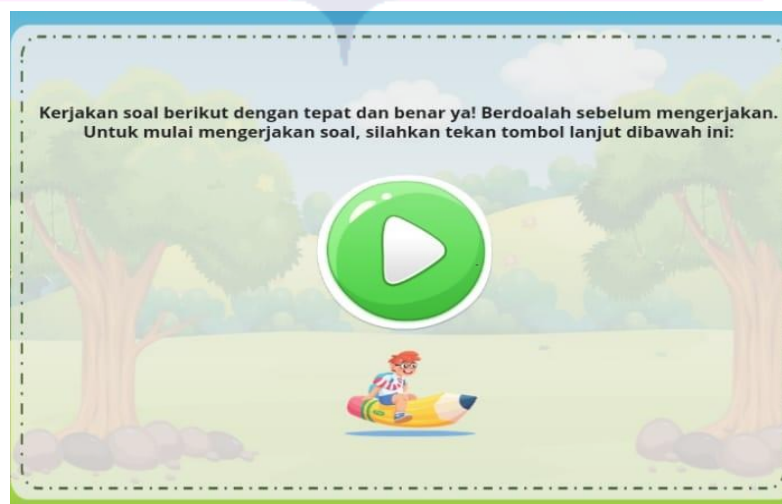 Kerjakan soal berikut dengan tepat dan benar ya! Berdoalah sebelum mengerjakan.
Untuk mulai mengerjakan soal, silahkan tekan tombol lanjut dibawah ini: